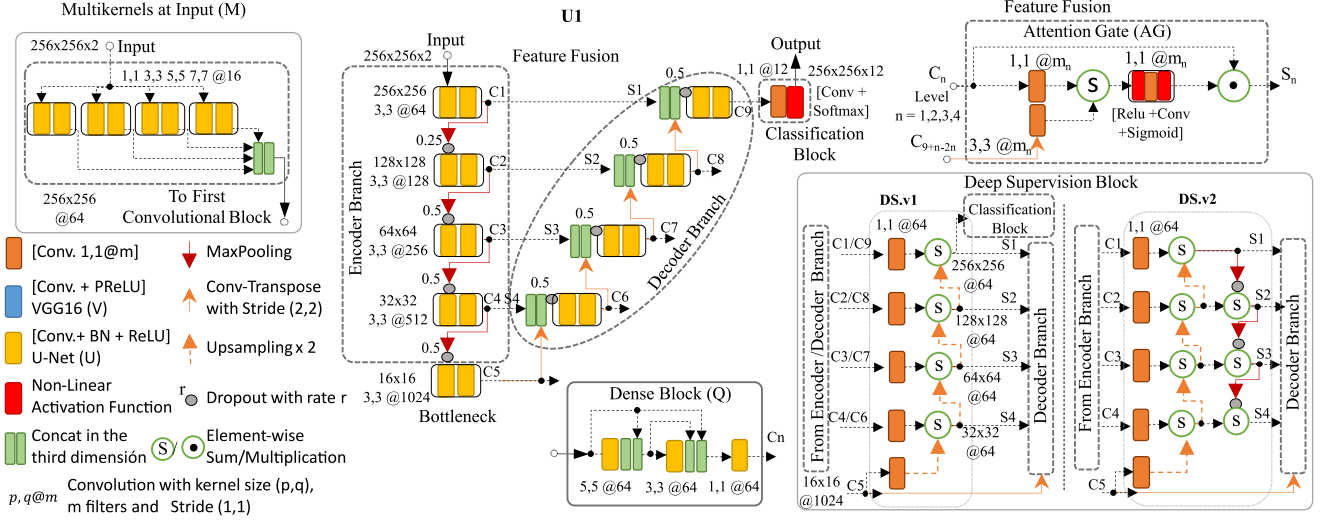 Multikernels at Input (M)
256x256x2
Input
1,1 3,3 5,5 7,7 @16
256x256
@64
To First
Convolutional Block
[Conv. 1,1@m]
[Conv. + PReLU]
VGG16 (V)
[Conv.+ BN + ReLU]
U-Net (U)
Non-Linear
Activation Function
Concat in the
third dimensión
MaxPooling
Conv-Transpose
with Stride (2,2)
Upsampling x 2
r
Dropout with rate r
S / Element-wise
Sum/Multiplication
p, q@m
Convolution with kernel size (p,q),
m filters and Stride (1,1)
U1
Input
256x256x2
Feature Fusion
Encoder Branch
Decoder Branch
256x256
3,3 @64
C1
0.25
128x128
3,3 @128
C2
0.5
64x64
3,3 @256
C3
0.5
32x32
3,3 @512
C4
0.5
16x16
3,3 @1024
C5
Bottleneck
S1
0.5
C9
S2
0.5
C8
S3
0.5
C7
S4
0.5
C6
Output
1,1 @12
256x256x12
[Conv +
Softmax]
Classification
Block
Dense Block (Q)
5,5 @64
3,3 @64
1,1 @64
Cn
Feature Fusion
Attention Gate (AG)
Cn
Level
n = 1,2,3,4
C9+n-2n
1,1 @mn
3,3 @mn
S
1,1 @mn
[Relu +Conv
+Sigmoid]
Sn
Deep Supervision Block
DS.v1
1,1 @64
Classification
Block
From Encoder /Decoder Branch
Decoder Branch
C1/C9
S
S1
256x256
@64
C2/C8
S
S2
128x128
@64
C3/C7
S
S3
64x64
@64
C4/C6
S
S4
32x32
@64
16x16
@1024
C5
DS.v2
1,1 @64
From Encoder Branch
Decoder Branch
C1
S
S1
C2
S
S
S2
C3
S
S
S3
C4
S
S
S4
C5